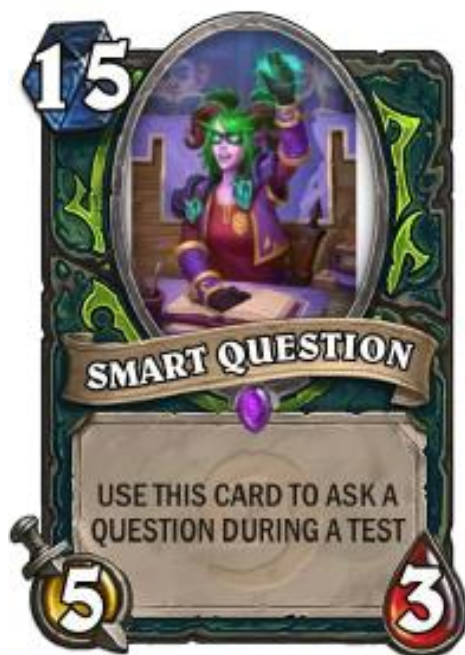 15
SMART QUESTION
USE THIS CARD TO ASK A
QUESTION DURING A TEST
5
3